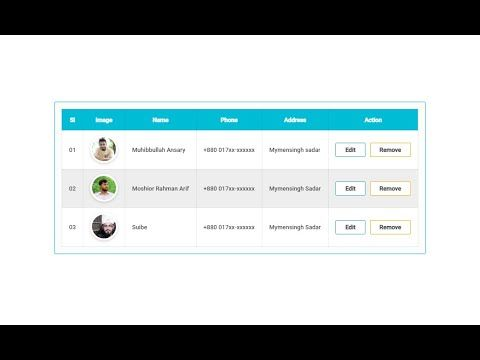 Sl Image Name Phone Address Action
01 Muhibbullah Ansary +880 017xx-xxxxxx Mymensingh sadar Edit Remove
02 Moshior Rahman Arif +880 017xx-xxxxxx Mymensingh Sadar Edit Remove
03 Suibe +880 017xx-xxxxxx Mymensingh Sadar Edit Remove